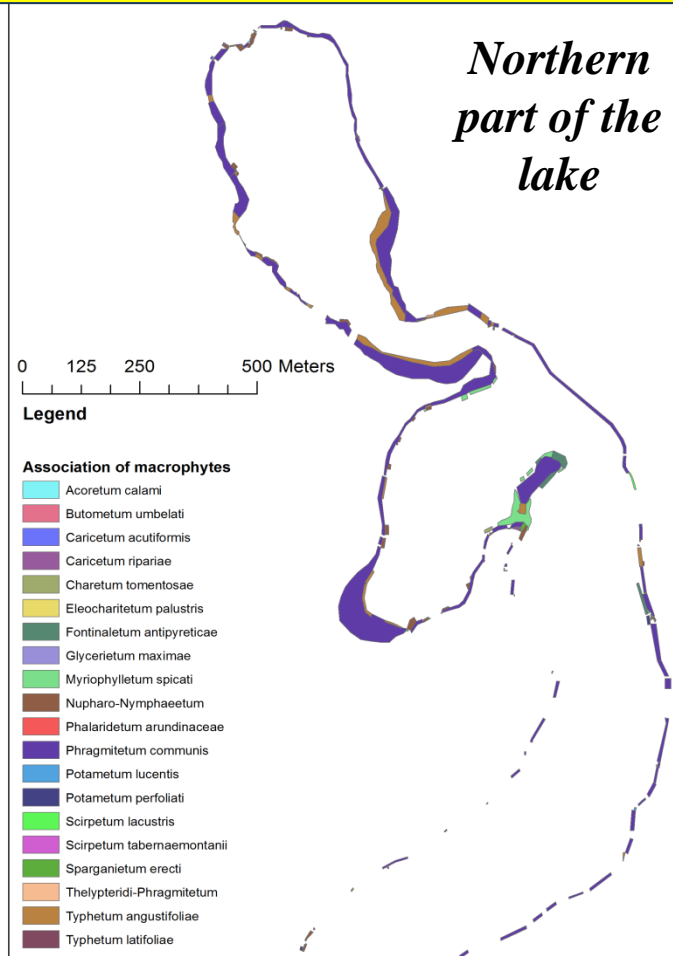 Northern
part of the
lake
0 125 250 500 Meters
Legend
Association of macrophytes
Acoretum calami
Butometum umbelati
Caricetum acutiformis
Caricetum ripariae
Charetum tomentosae
Eleocharitetum palustris
Fontinaletum antipyreticae
Glycerietum maximae
Myriophylletum spicati
Nupharo-Nymphaeetum
Phalaridetum arundinaceae
Phragmitetum communis
Potametum lucentis
Potametum perfoliati
Scirpetum lacustris
Scirpetum tabernaemontanii
Sparganietum erecti
Thelypteridi-Phragmitetum
Typhetum angustifoliae
Typhetum latifoliae